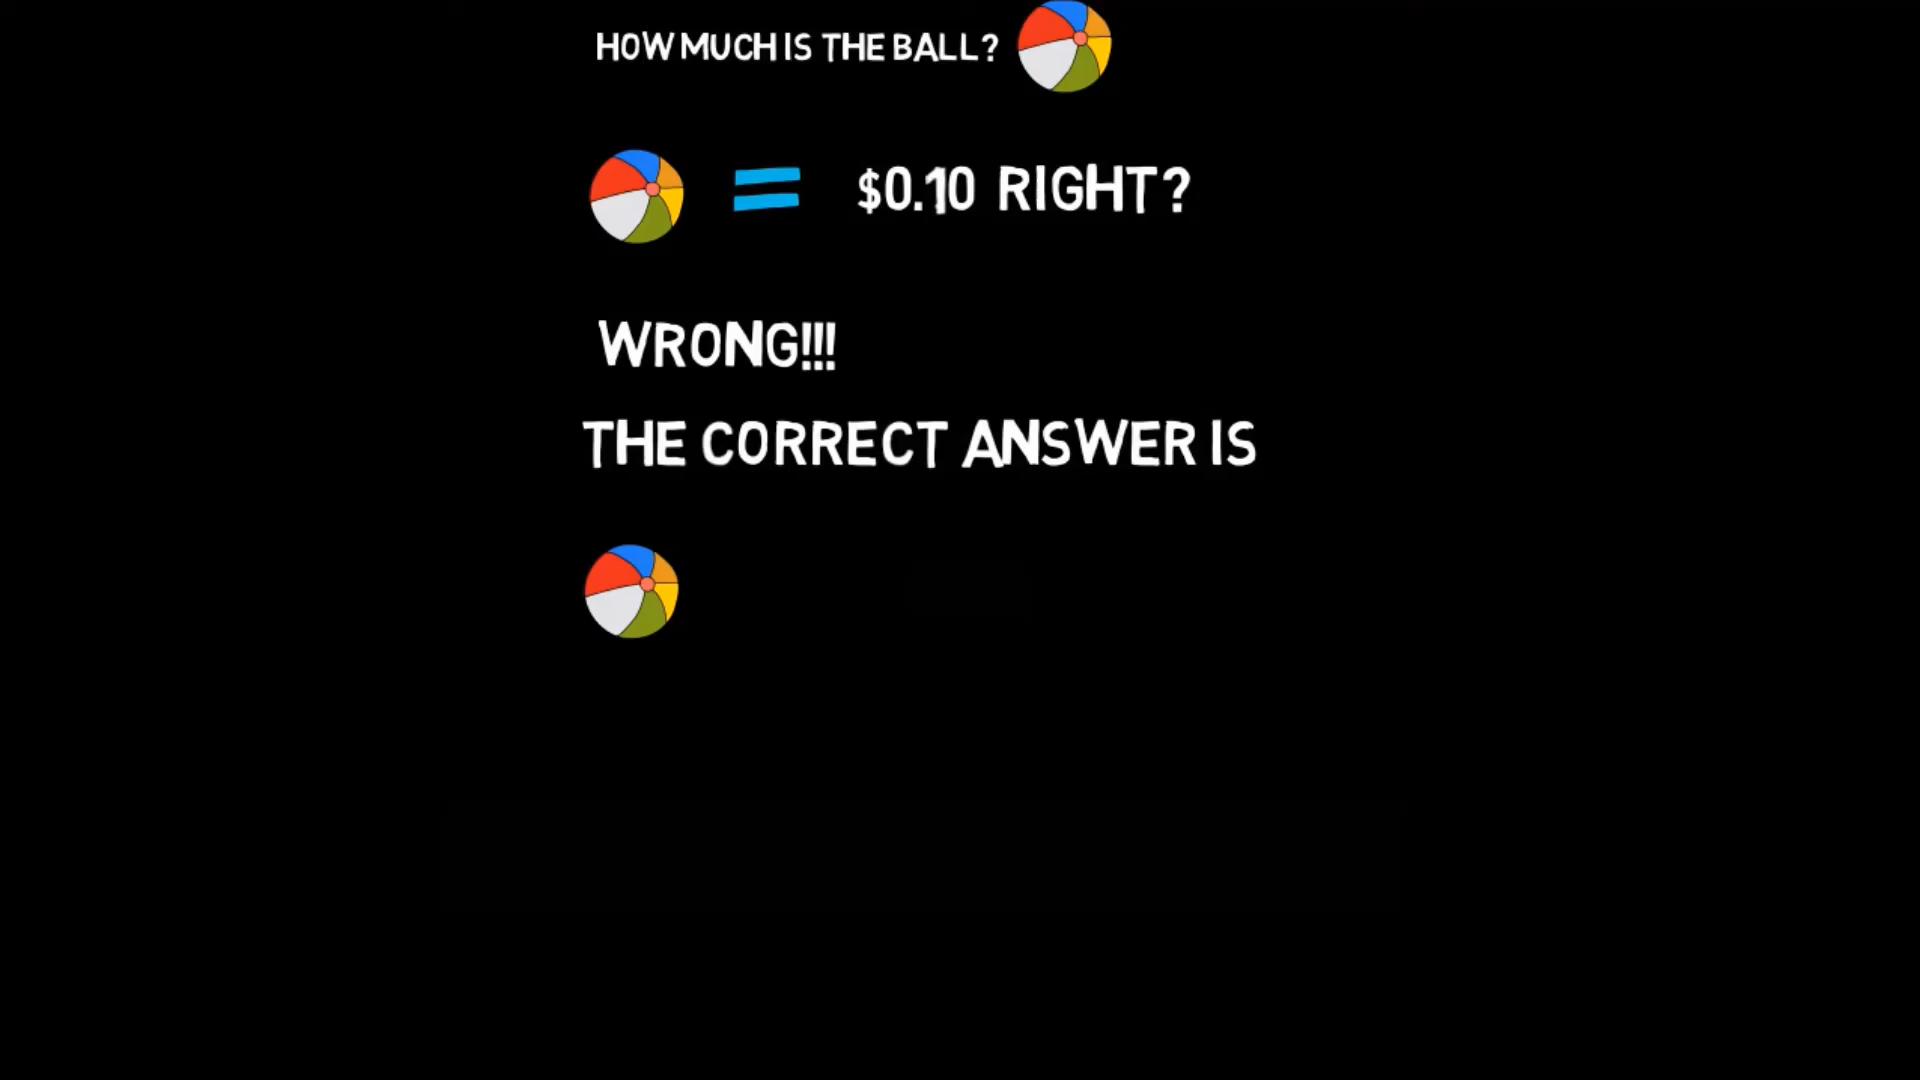 HOW MUCH IS THE BALL?
= $0.10 RIGHT?
WRONG!!!
THE CORRECT ANSWER IS